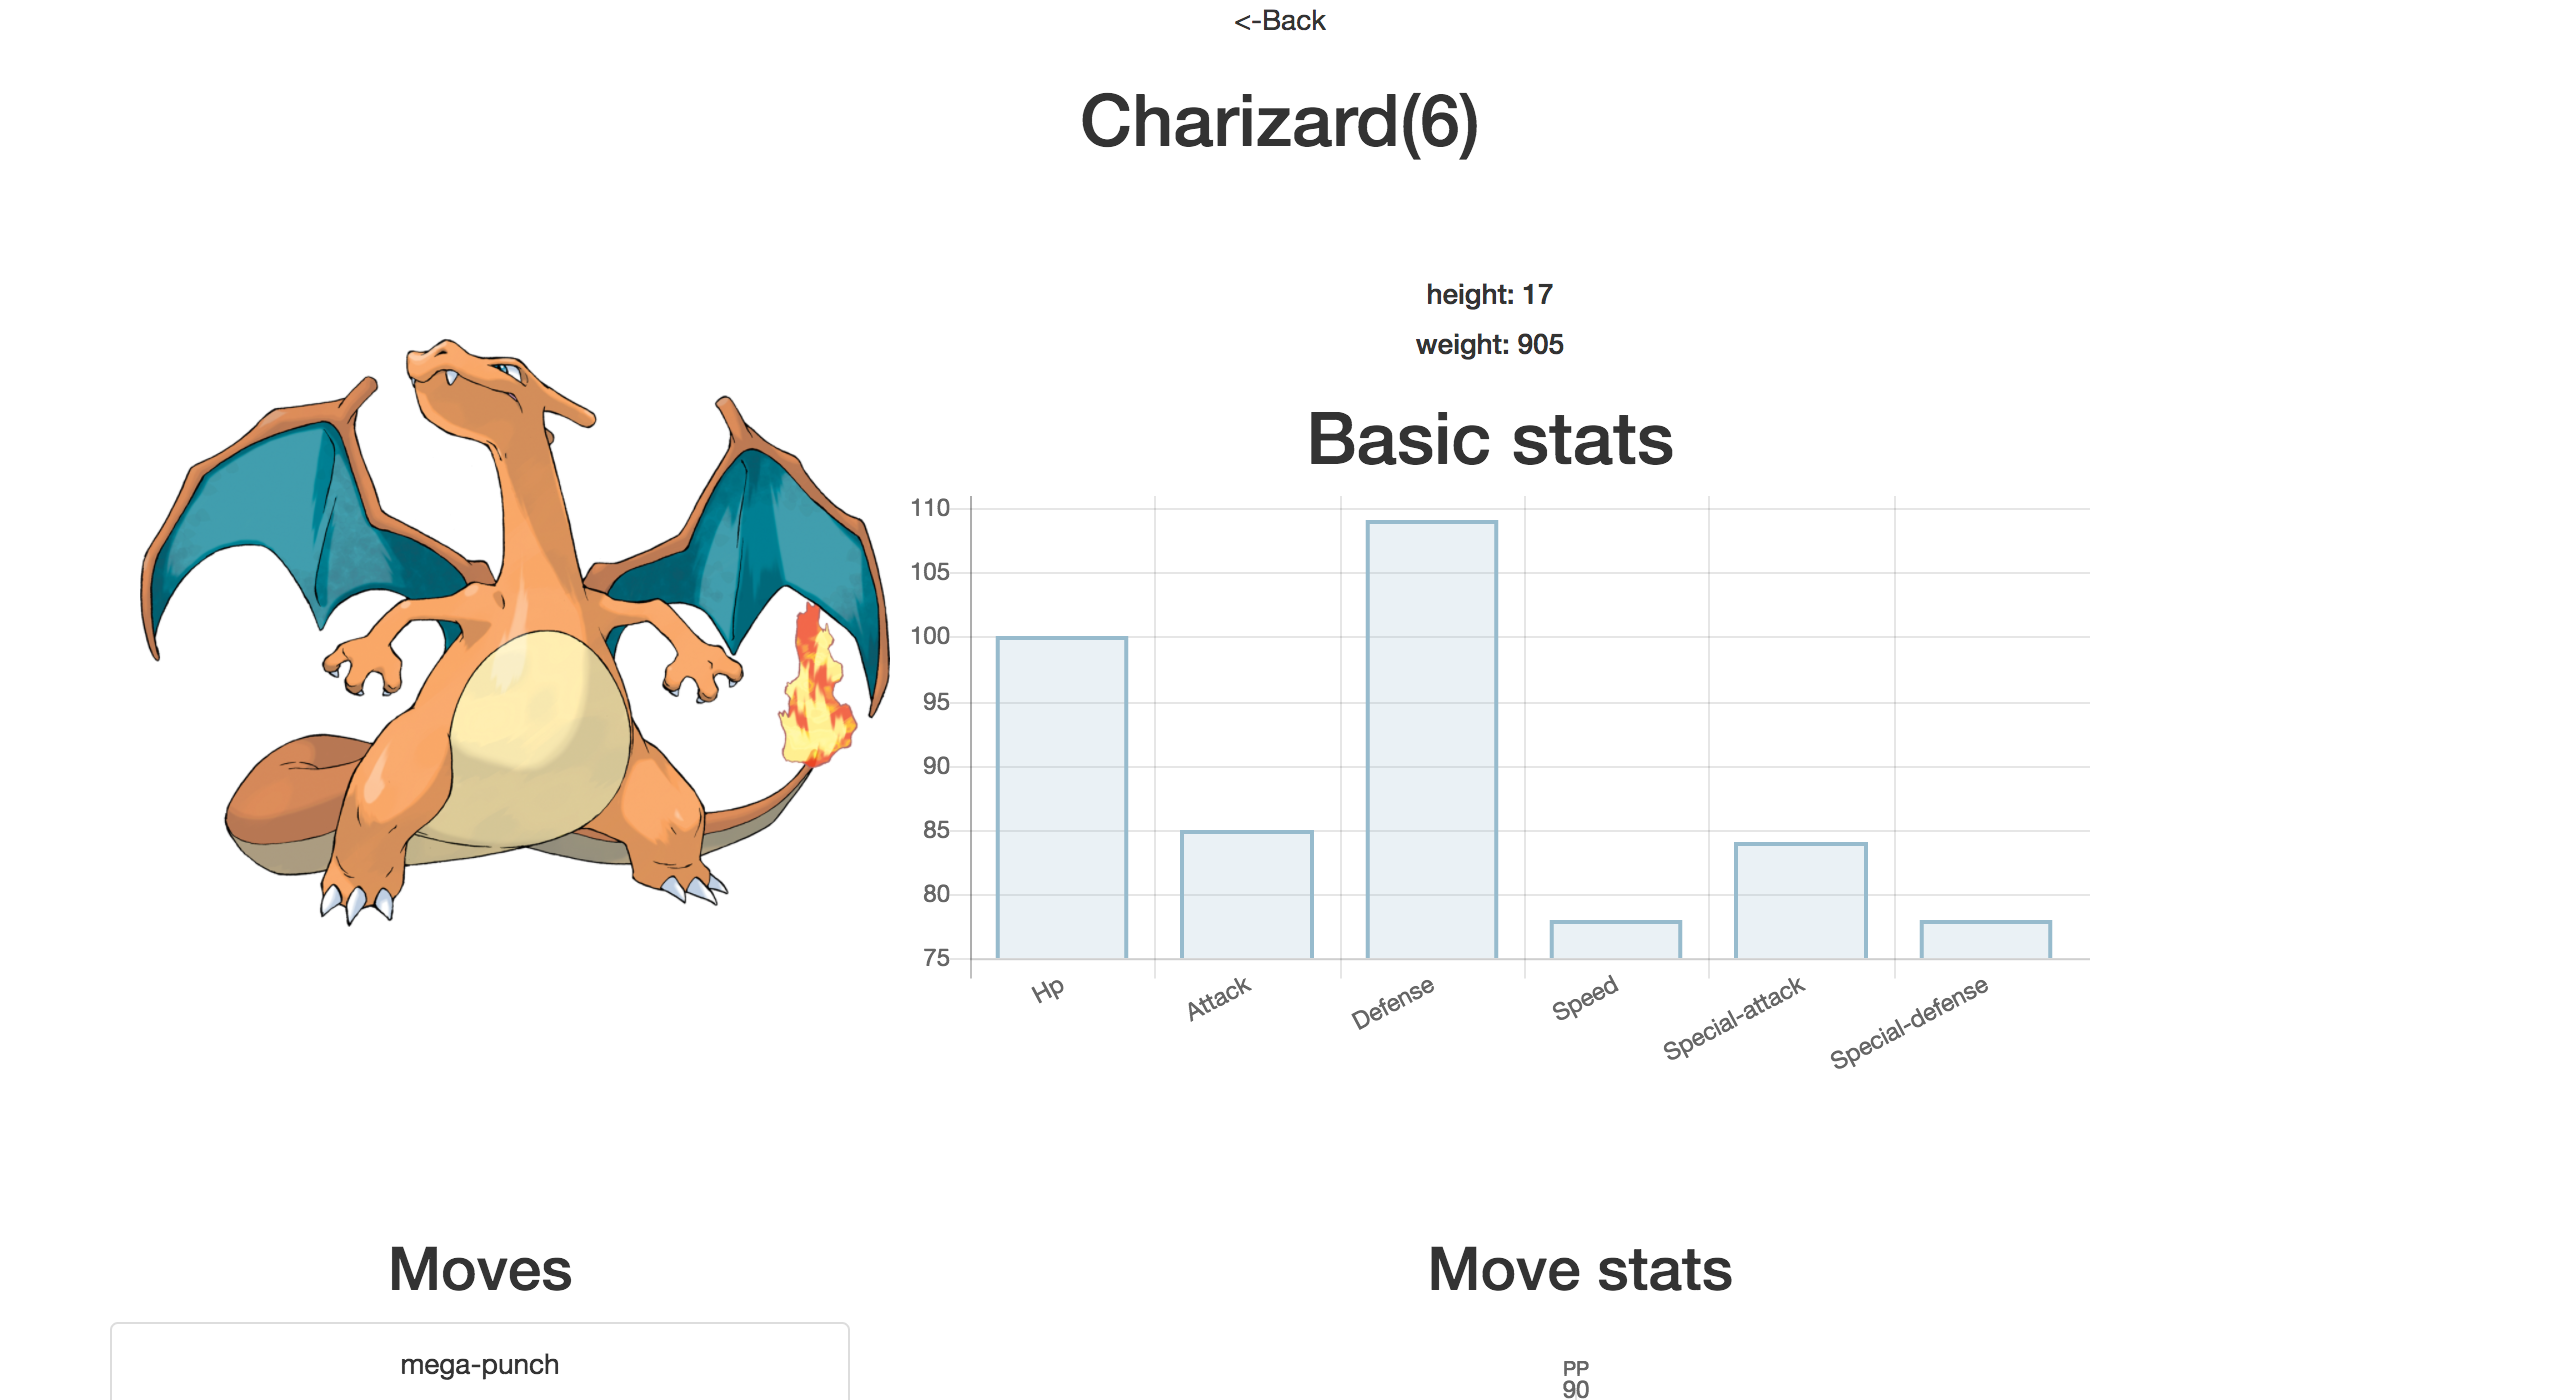 <-Back
Charizard(6)
height: 17
weight: 905
Basic stats
110
105
100
95
90
85
80
75
Hp
Attack
Defense
Speed
Special-attack
Special-defense
Moves
Move stats
mega-punch
PP
90